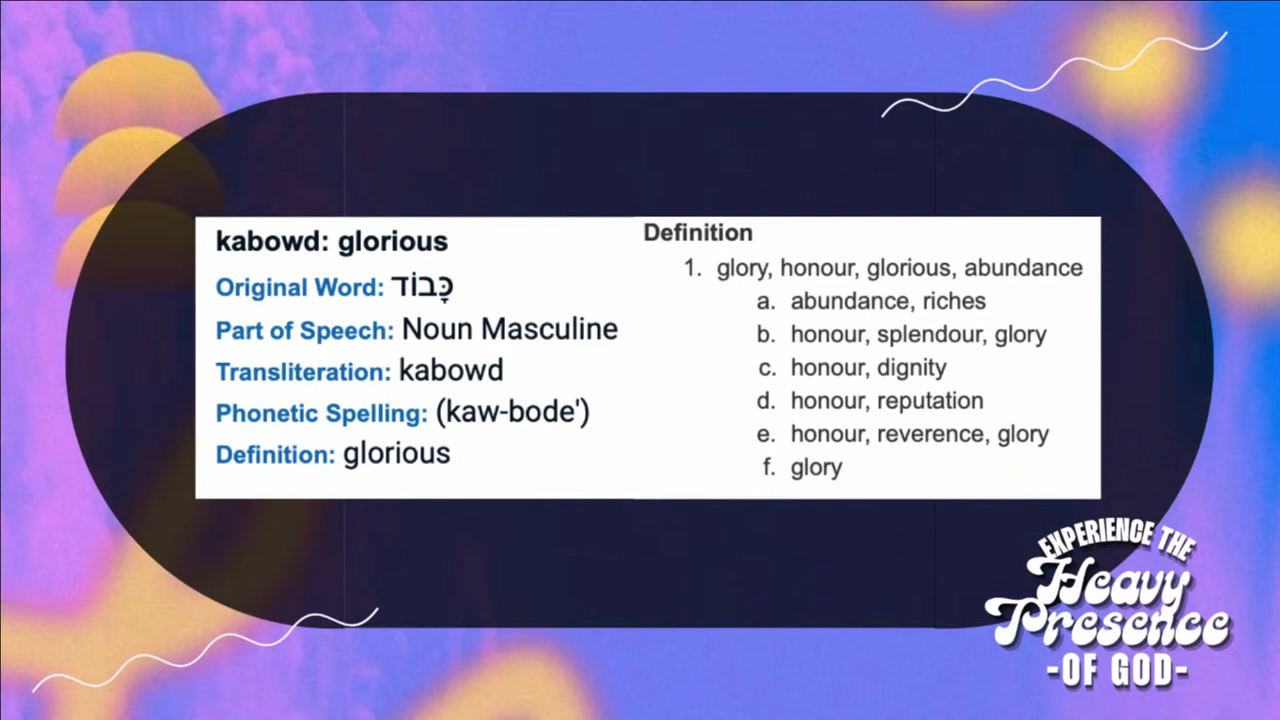 kabowd: glorious
Original Word: כָּבוֹד
Part of Speech: Noun Masculine
Transliteration: kabowd
Phonetic Spelling: (kaw-bode')
Definition: glorious
Definition
1. glory, honour, glorious, abundance
a. abundance, riches
b. honour, splendour, glory
c. honour, dignity
d. honour, reputation
e. honour, reverence, glory
f. glory
EXPERIENCE THE
Heavy
Presence
-OF GOD-